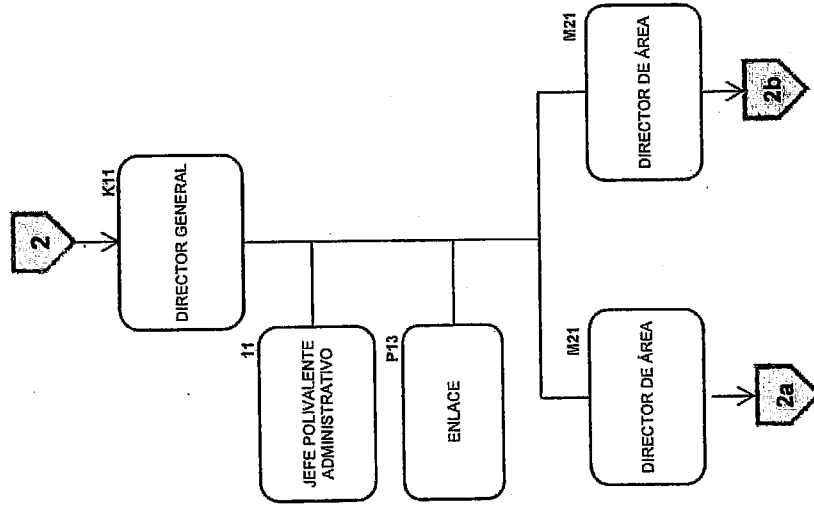 2
K11
DIRECTOR GENERAL
11
JEFE POLIVALENTE
ADMINISTRATIVO
P13
ENLACE
M21
DIRECTOR DE ÁREA
2a
M21
DIRECTOR DE ÁREA
2b